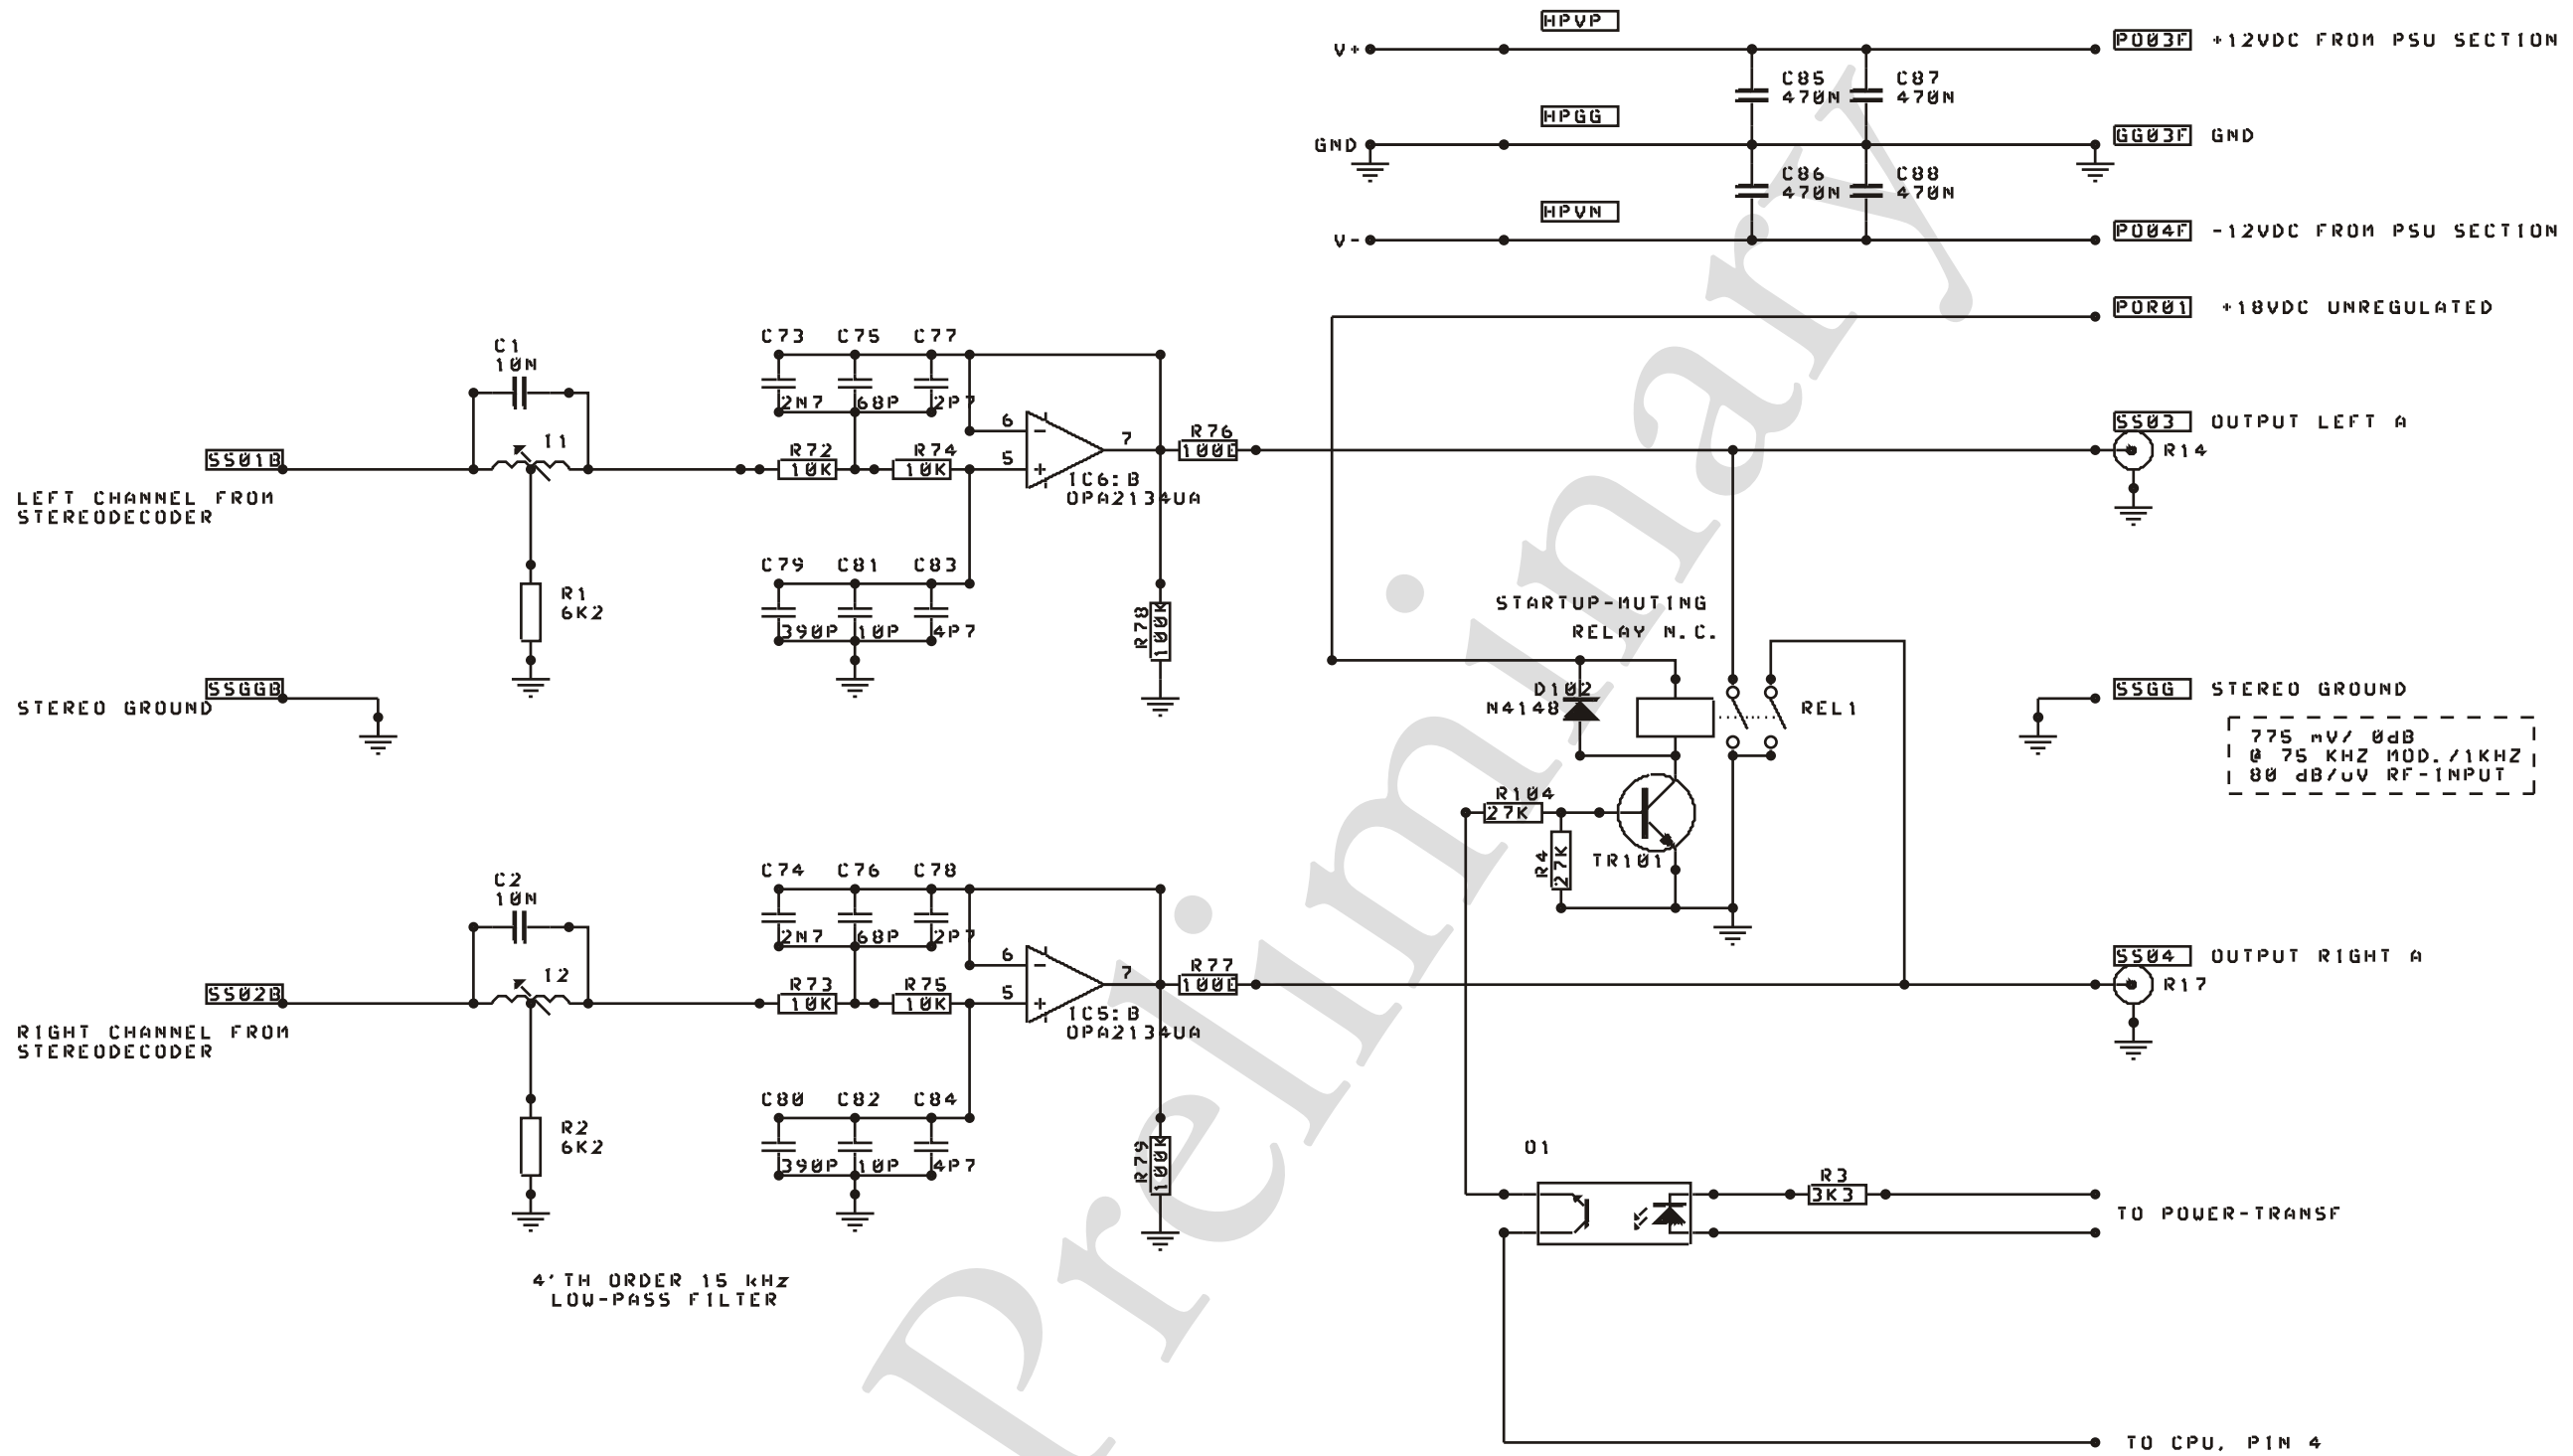 HPVP
V+
PO03F +12VDC FROM PSU SECTION
C85
470N
C87
470N
HPGG
GND
GG03F GND
C86
470N
C88
470N
HPVN
V-
PO04F -12VDC FROM PSU SECTION
POR01 +18VDC UNREGULATED
C73 C75 C77
2N7 68P 2P7
C1
10N
I1
SS01B
LEFT CHANNEL FROM
STEREODECODER
R72
10K
R74
10K
6
5
7
IC6:B
OPA2134UA
R76
100E
SS03 OUTPUT LEFT A
R14
R1
6K2
C79 C81 C83
390P 10P 4P7
R78
100K
STARTUP-MUTING
RELAY N.C.
SSGGB
STEREO GROUND
D102
N4148
REL1
SSGG STEREO GROUND
775 mV/ 0dB
@ 75 KHZ MOD./1KHZ
80 dB/uV RF-INPUT
R104
27K
R4
27K
TR101
C74 C76 C78
2N7 68P 2P7
C2
10N
I2
SS02B
RIGHT CHANNEL FROM
STEREODECODER
R73
10K
R75
10K
6
5
7
IC5:B
OPA2134UA
R77
100E
SS04 OUTPUT RIGHT A
R17
R2
6K2
C80 C82 C84
390P 10P 4P7
R79
100K
O1
R3
3K3
TO POWER-TRANSF
4'TH ORDER 15 kHz
LOW-PASS FILTER
TO CPU, PIN 4
Preliminary